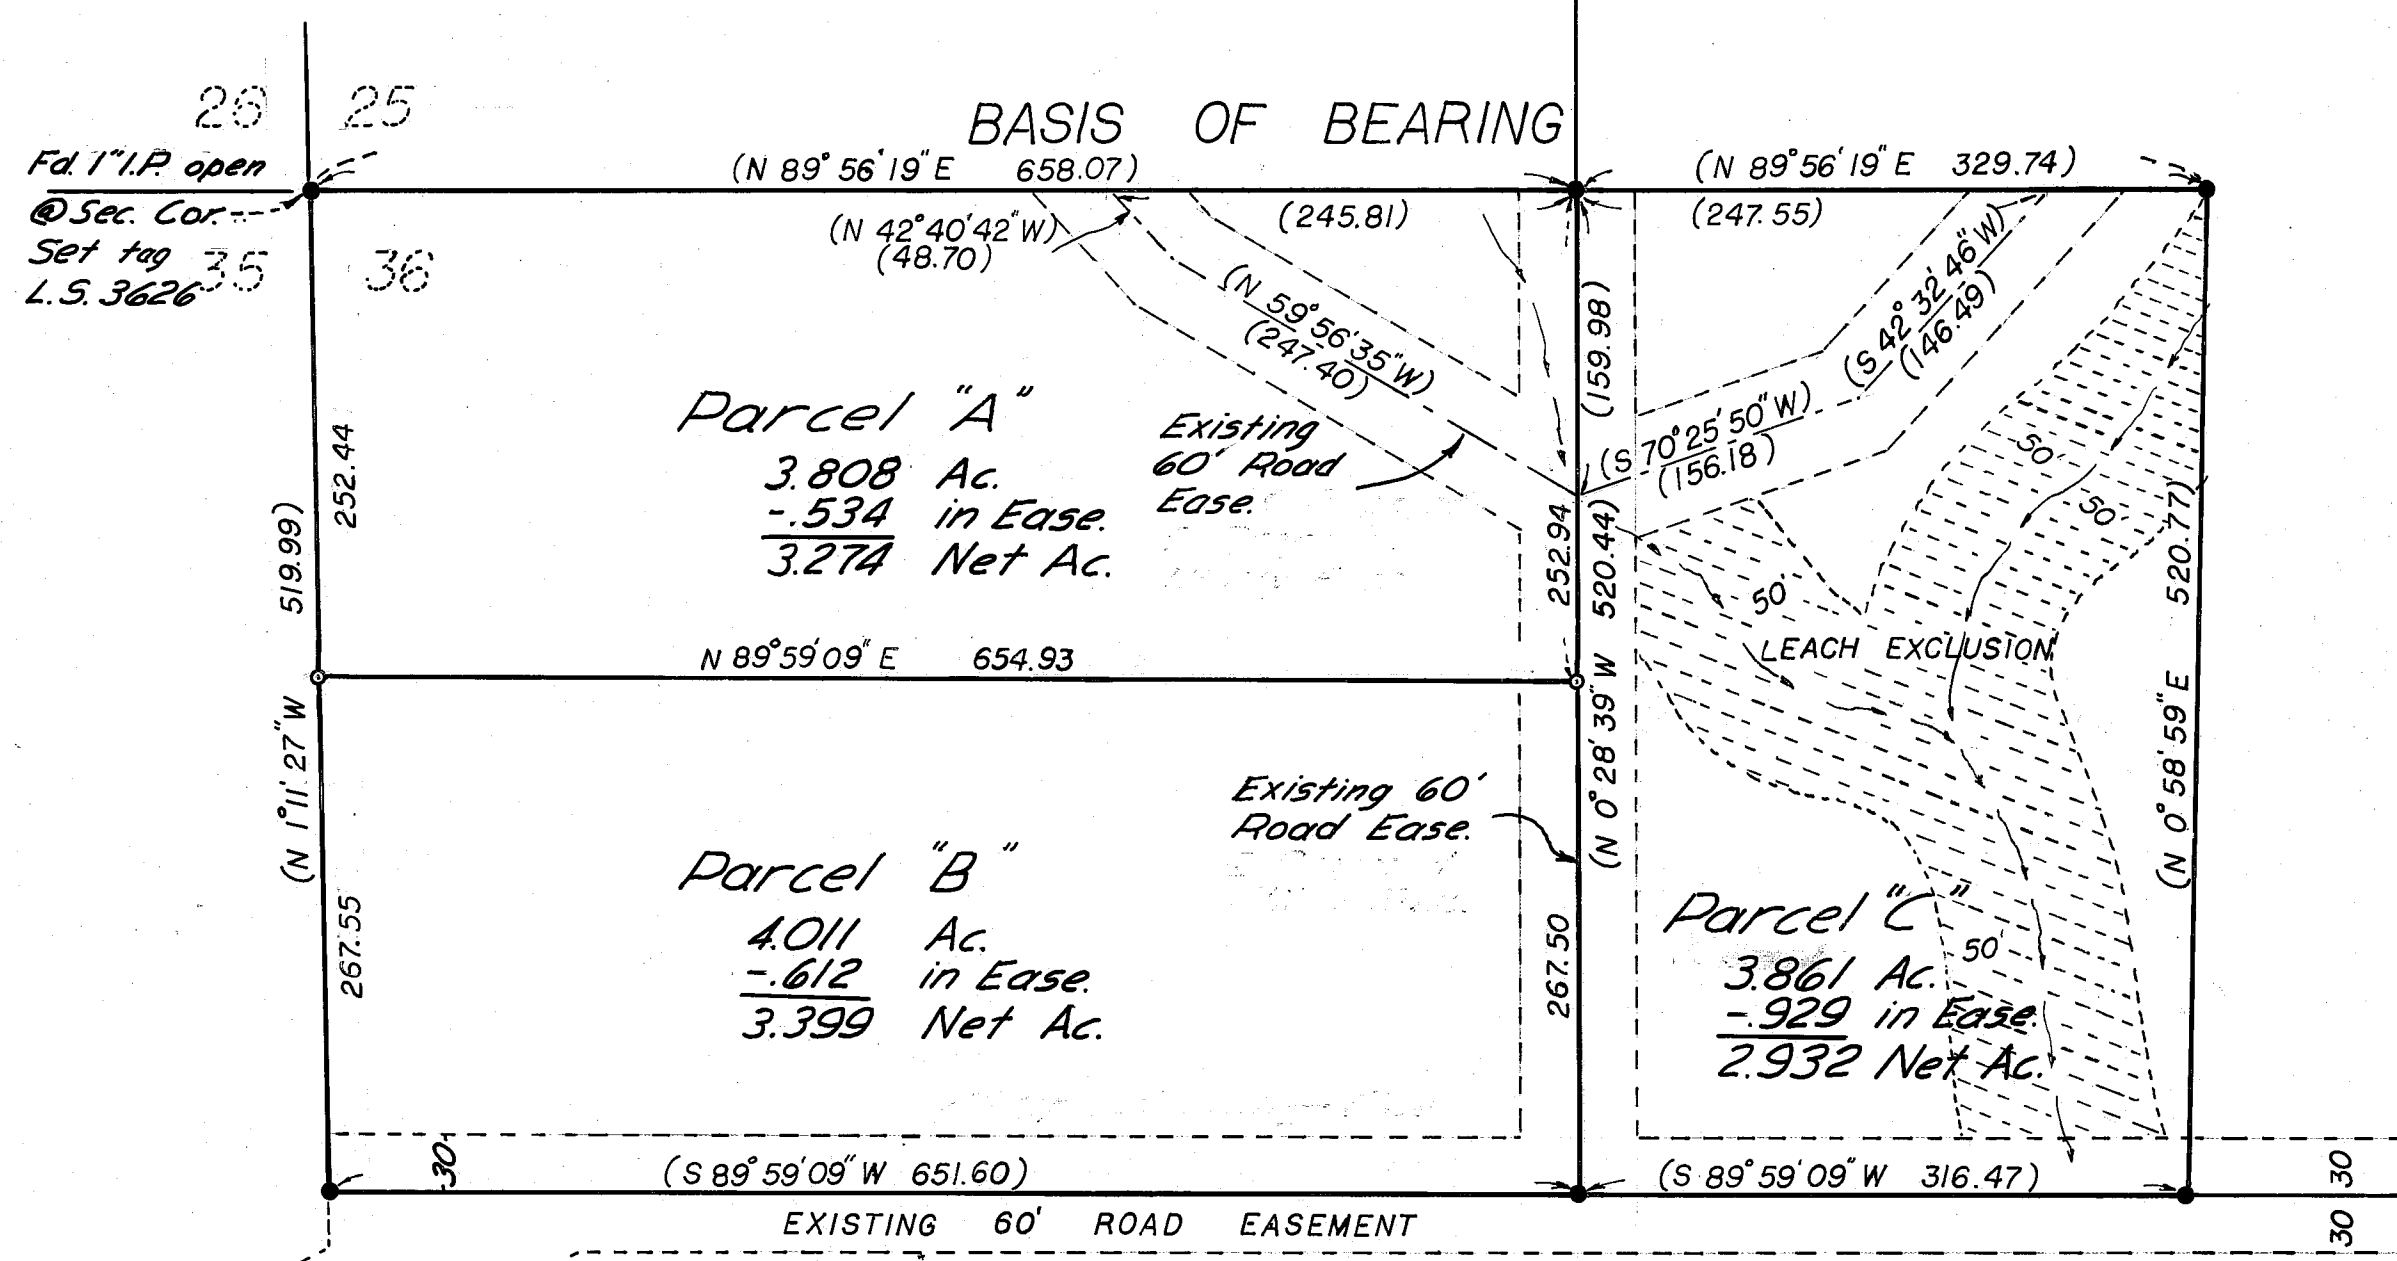 26 25
BASIS OF BEARING
Fd. 1" I.P. open
@ Sec. Cor.
Set tag
L.S. 3626
35 36
(N 89° 56' 19" E 658.07)
(N 89° 56' 19" E 329.74)
(N 42° 40' 42" W)
(48.70)
(245.81)
(247.55)
(N 59° 56' 35" W)
(247.40)
(159.98)
(S 42° 32' 46" W)
(146.49)
(S 70° 25' 50" W)
(156.18)
Parcel "A"
3.808 Ac.
-.534 in Ease.
3.274 Net Ac.
Existing
60' Road
Ease.
252.44
519.99)
(N 1° 11' 27" W
267.55
252.94
(N 0° 28' 39" W 520.44)
50'
50'
50'
LEACH EXCLUSION
(N 0° 58' 59" E 520.77)
N 89° 59' 09" E 654.93
Existing 60'
Road Ease.
267.50
Parcel "B"
4.011 Ac.
-.612 in Ease.
3.399 Net Ac.
Parcel "C"
50'
3.861 Ac.
-.929 in Ease.
2.932 Net Ac.
30
(S 89° 59' 09" W 651.60)
(S 89° 59' 09" W 316.47)
30
EXISTING 60' ROAD EASEMENT
30